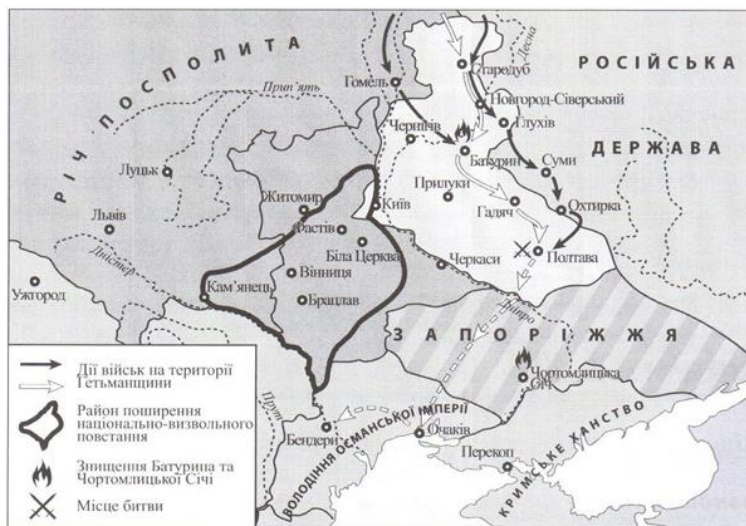 РІЧ ПОСПОЛИТА
РОСІЙСЬКА
ДЕРЖАВА
Десна
Стародуб
Гомель
Прип'ять
Новгород-Сіверський
Чернігів
Глухів
Батурин
Суми
Луцьк
Прилуки
Житомир
Київ
Гадяч
Охтирка
Львів
Фастів
Біла Церква
Полтава
Дністер
Черкаси
Вінниця
Ужгород
Кам'янець
Брацлав
Дніпро
ЗАПОРІЖЖЯ
Чортомлицька
Січ
Прут
Бендери
ВОЛОДІННЯ ОСМАНСЬКОЇ ІМПЕРІЇ
Очаків
Перекоп
КРИМСЬКЕ ХАНСТВО
Дії військ на території
Гетьманщини
Район поширення
національно-визвольного
повстання
Знищення Батурина та
Чортомлицької Січі
Місце битви